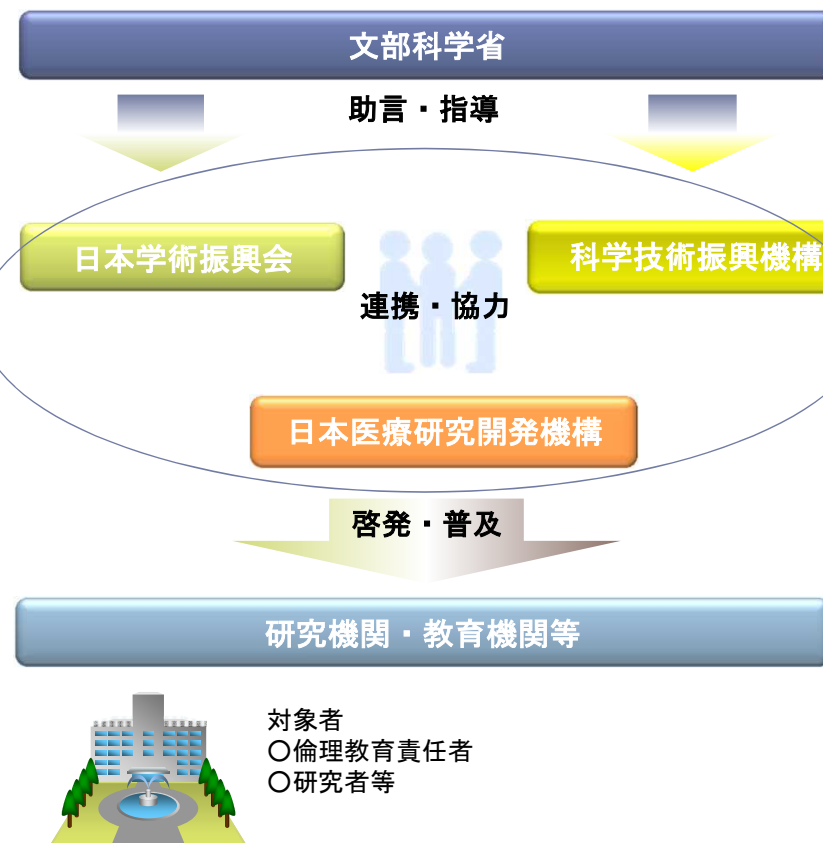 文部科学省
助言・指導
日本学術振興会
科学技術振興機構
連携・協力
日本医療研究開発機構
啓発・普及
研究機関・教育機関等
対象者
〇倫理教育責任者
〇研究者等